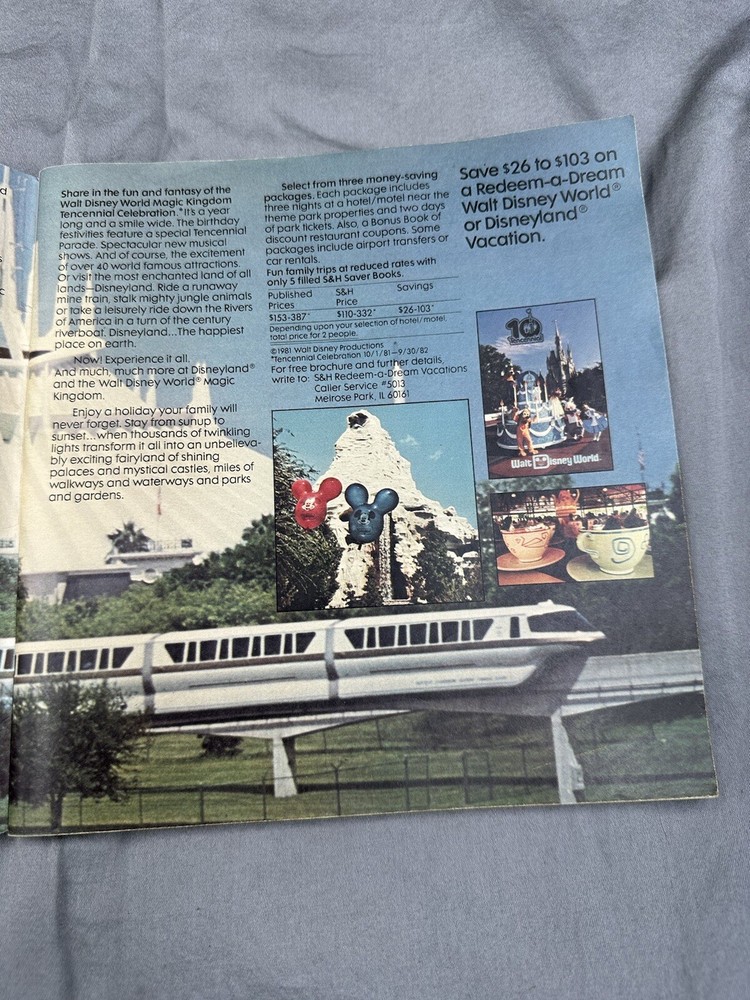 Share in the fun and fantasy of the
Walt Disney World Magic Kingdom
Tencennial Celebration.* It's a year
long and a smile wide. The birthday
festivities feature a special Tencennial
Parade. Spectacular new musical
shows. And of course, the excitement
of over 40 world famous attractions.
Or visit the most enchanted land of all
lands—Disneyland. Ride a runaway
mine train, stalk mighty jungle animals
or take a leisurely ride down the Rivers
of America in a turn of the century
riverboat. Disneyland...The happiest
place on earth.
Now! Experience it all.
And much, much more at Disneyland®
and the Walt Disney World® Magic
Kingdom.
Enjoy a holiday your family will
never forget. Stay from sunup to
sunset...when thousands of twinkling
lights transform it all into an unbelieva-
bly exciting fairyland of shining
palaces and mystical castles, miles of
walkways and waterways and parks
and gardens.
Select from three money-saving
packages. Each package includes
three nights at a hotel/motel near the
theme park properties and two days
of park tickets. Also, a Bonus Book of
discount restaurant coupons. Some
packages include airport transfers or
car rentals.
Fun family trips at reduced rates with
only 5 filled S&H Saver Books.
Published Prices S&H Price Savings
$153-387* $110-332* $26-103*
Depending upon your selection of hotel/motel,
total price for 2 people.
©1981 Walt Disney Productions
*Tencennial Celebration 10/1/81–9/30/82
For free brochure and further details,
write to: S&H Redeem-a-Dream Vacations
Caller Service #5013
Melrose Park, IL 60161
Save $26 to $103 on
a Redeem-a-Dream
Walt Disney World®
or Disneyland®
Vacation.
10
Tencennial
Walt Disney World